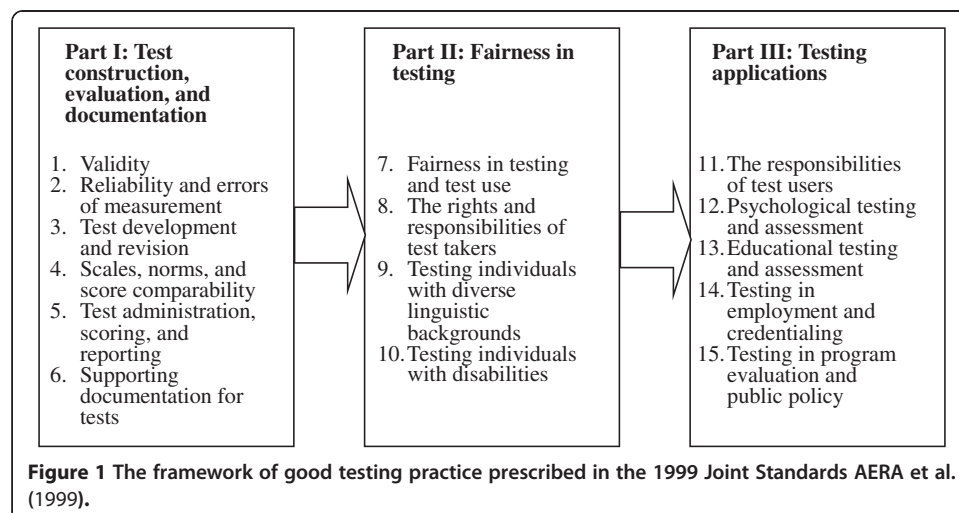 Part I: Test
construction,
evaluation, and
documentation
1. Validity
2. Reliability and errors
of measurement
3. Test development
and revision
4. Scales, norms, and
score comparability
5. Test administration,
scoring, and
reporting
6. Supporting
documentation for
tests
Part II: Fairness in
testing
7. Fairness in testing
and test use
8. The rights and
responsibilities of
test takers
9. Testing individuals
with diverse
linguistic
backgrounds
10. Testing individuals
with disabilities
Part III: Testing
applications
11. The responsibilities
of test users
12. Psychological testing
and assessment
13. Educational testing
and assessment
14. Testing in
employment and
credentialing
15. Testing in program
evaluation and
public policy
Figure 1 The framework of good testing practice prescribed in the 1999 Joint Standards AERA et al.
(1999).